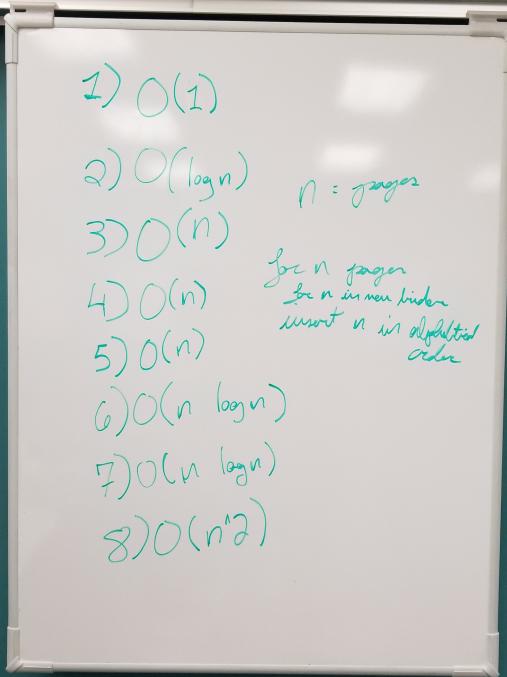 1) O(1)
2) O(log n)
3) O(n)
4) O(n)
5) O(n)
6) O(n log n)
7) O(n log n)
8) O(n^2)
n = pages
for n pages
for n in new binder
insert n in alphabetical
order